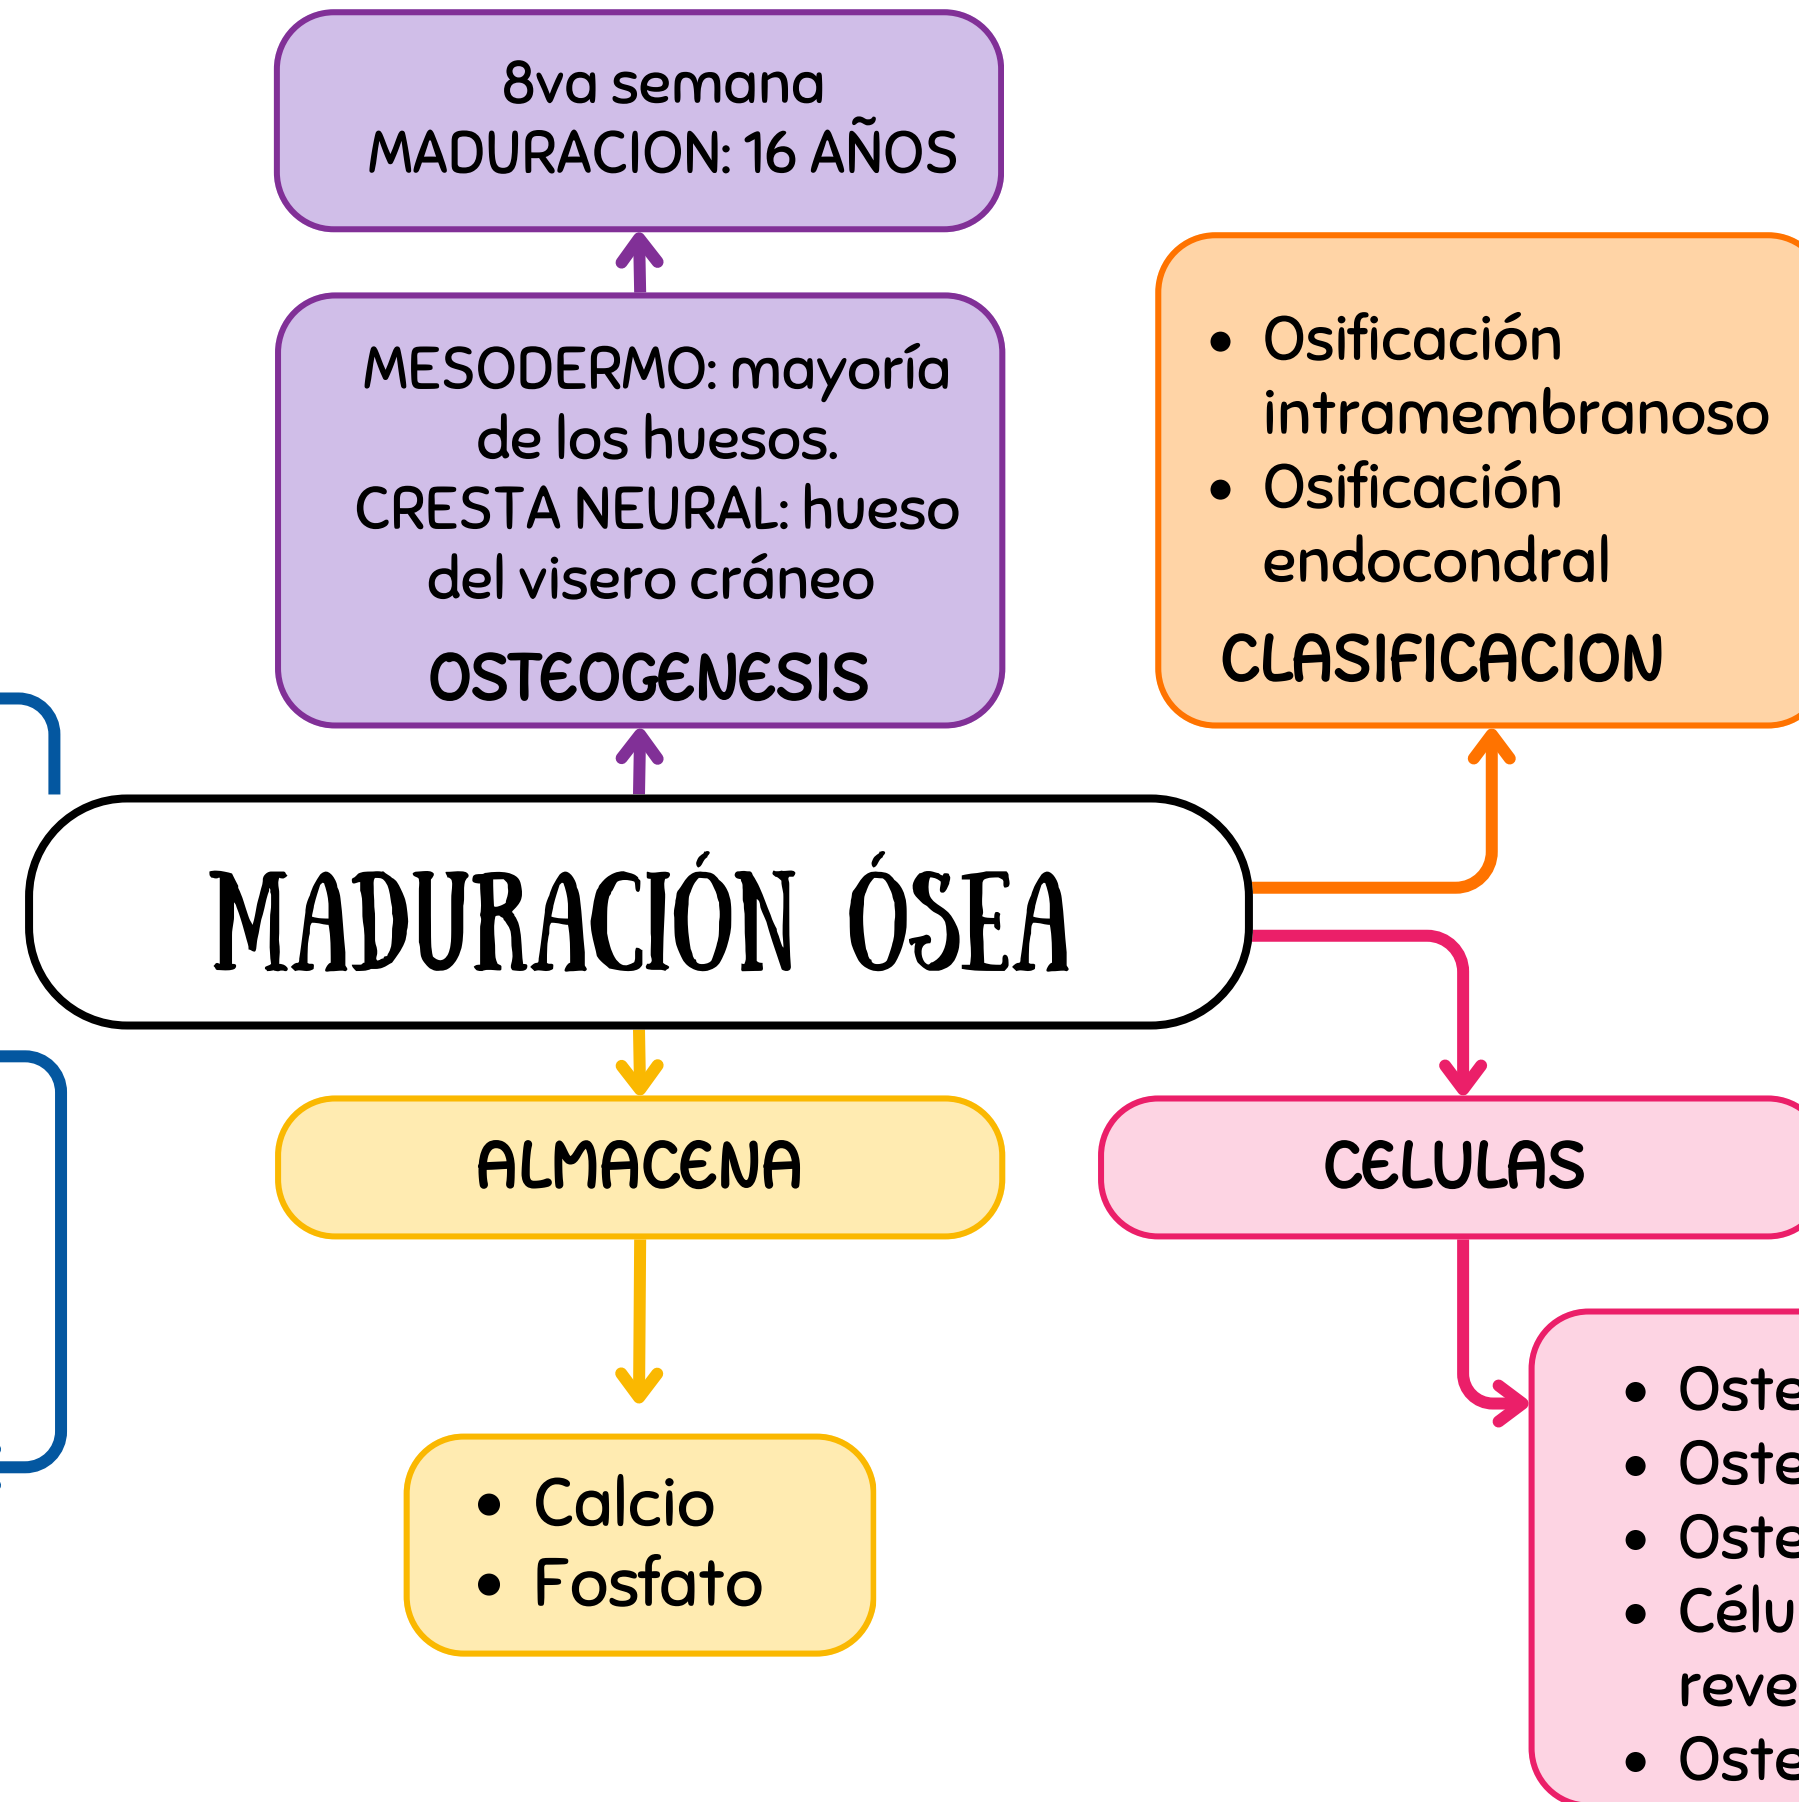 8va semana
MADURACION: 16 AÑOS
MESODERMO: mayoría
de los huesos.
CRESTA NEURAL: hueso
del visero cráneo
OSTEOGENESIS
• Osificación
intramembranoso
• Osificación
endocondral
CLASIFICACION
MADURACIÓN ÓSEA
ALMACENA
CELULAS
• Calcio
• Fosfato